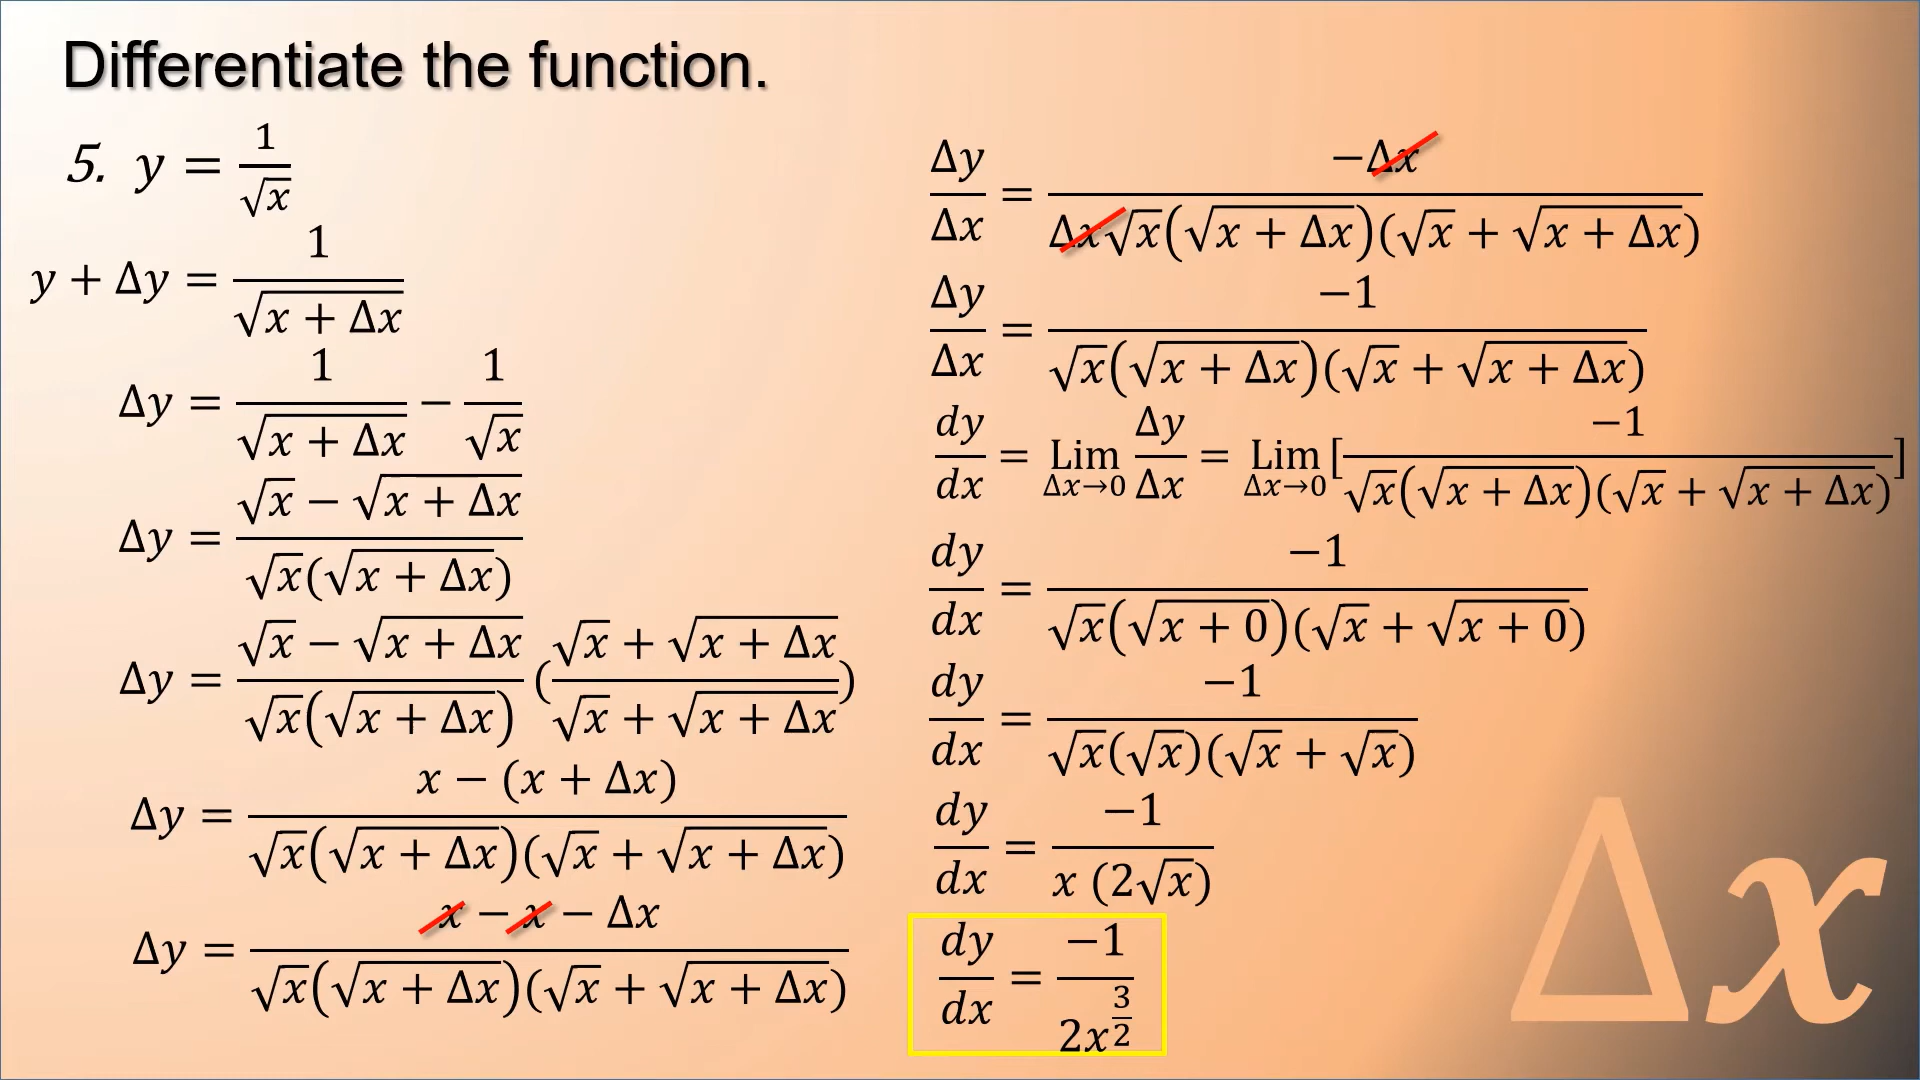 Differentiate the function.
5. y = 1/√x
y + Δy = 1/√(x + Δx)
Δy = 1/√(x + Δx) − 1/√x
Δy = (√x − √(x + Δx))/(√x(√(x + Δx)))
Δy = (√x − √(x + Δx))/(√x(√(x + Δx))) ((√x + √(x + Δx))/(√x + √(x + Δx)))
Δy = (x − (x + Δx))/(√x(√(x + Δx))(√x + √(x + Δx)))
Δy = (x − x − Δx)/(√x(√(x + Δx))(√x + √(x + Δx)))
Δy/Δx = −Δx/(Δx√x(√(x + Δx))(√x + √(x + Δx)))
Δy/Δx = −1/(√x(√(x + Δx))(√x + √(x + Δx)))
dy/dx = Lim Δx→0 Δy/Δx = Lim Δx→0 [−1/(√x(√(x + Δx))(√x + √(x + Δx)))]
dy/dx = −1/(√x(√(x + 0))(√x + √(x + 0)))
dy/dx = −1/(√x(√x)(√x + √x))
dy/dx = −1/(x (2√x))
dy/dx = −1/(2x^(3/2))
Δx